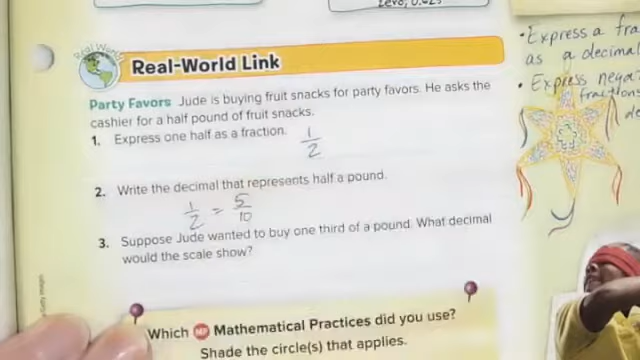 Zero, 0.625
• Express a fra
as a decimal
• Express nega
fractions
de
Real World
Real-World Link
Party Favors Jude is buying fruit snacks for party favors. He asks the
cashier for a half pound of fruit snacks.
1. Express one half as a fraction. 1/2
2. Write the decimal that represents half a pound.
1/2 = 5/10
3. Suppose Jude wanted to buy one third of a pound. What decimal
would the scale show?
Which MP Mathematical Practices did you use?
Shade the circle(s) that applies.